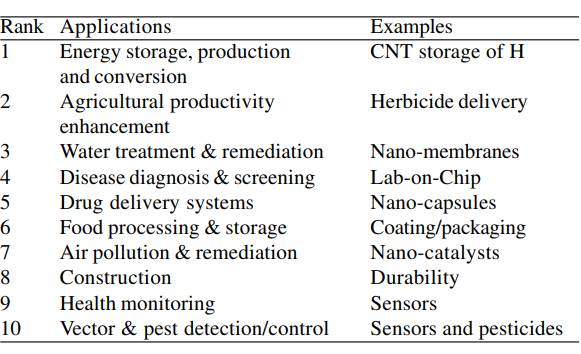 Rank Applications Examples
1 Energy storage, production CNT storage of H
and conversion
2 Agricultural productivity Herbicide delivery
enhancement
3 Water treatment & remediation Nano-membranes
4 Disease diagnosis & screening Lab-on-Chip
5 Drug delivery systems Nano-capsules
6 Food processing & storage Coating/packaging
7 Air pollution & remediation Nano-catalysts
8 Construction Durability
9 Health monitoring Sensors
10 Vector & pest detection/control Sensors and pesticides